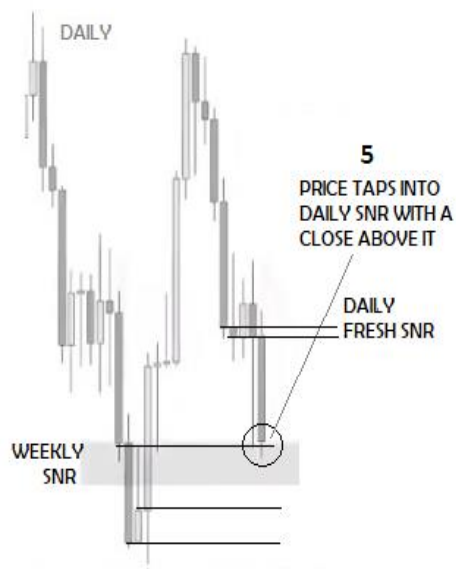 DAILY
5
PRICE TAPS INTO
DAILY SNR WITH A
CLOSE ABOVE IT
DAILY
FRESH SNR
WEEKLY
SNR